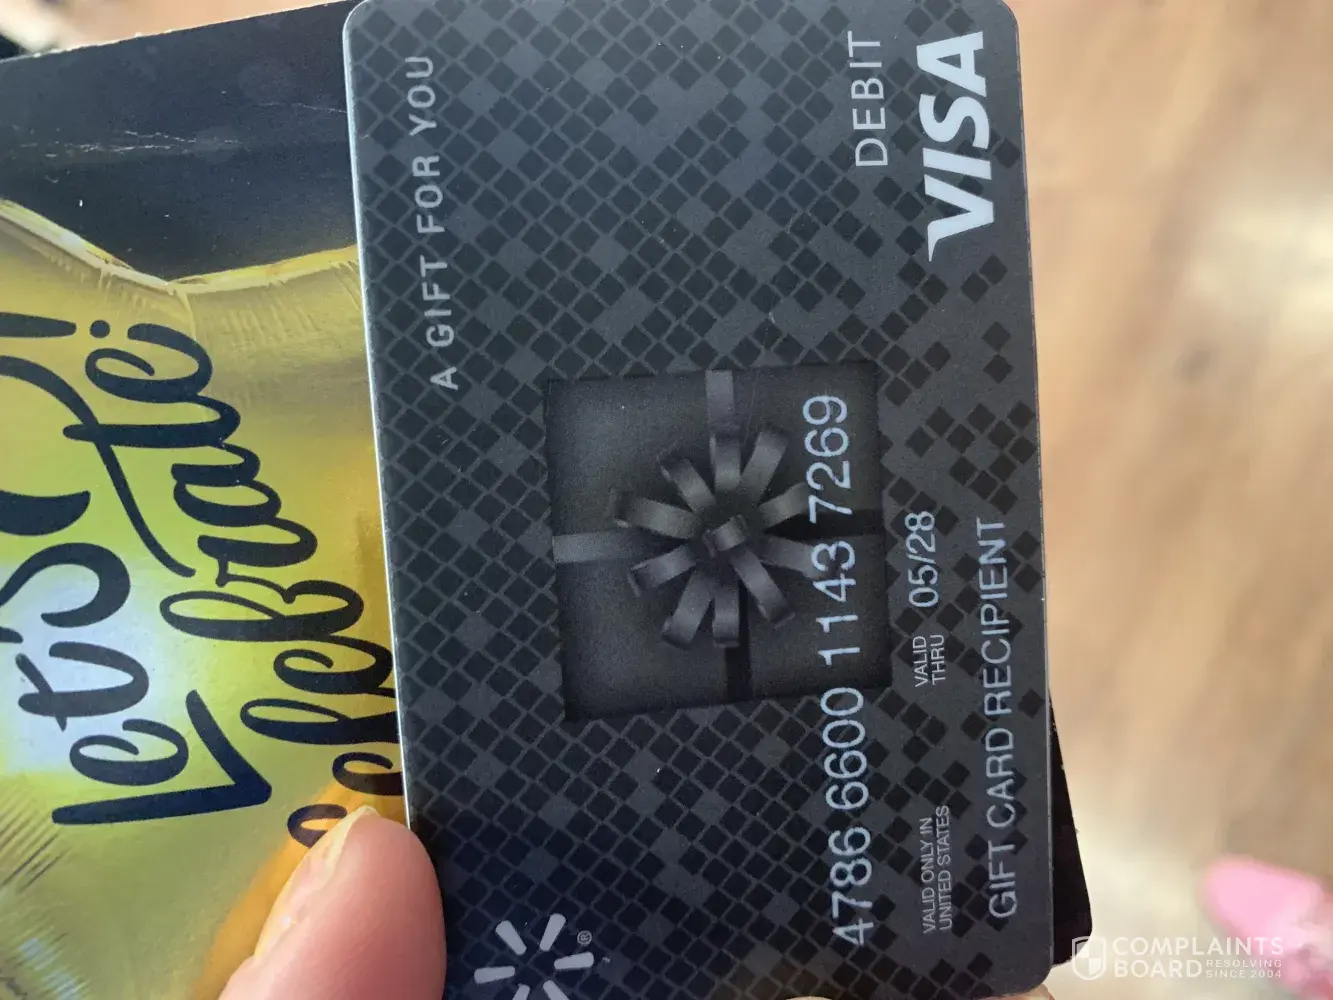 A GIFT FOR YOU
DEBIT
VISA
4786 6600 1143 7269
VALID ONLY IN
UNITED STATES
VALID
THRU
05/28
GIFT CARD RECIPIENT
®
Let's
Celebrate!
COMPLAINTS
BOARD
RESOLVING
SINCE 2004